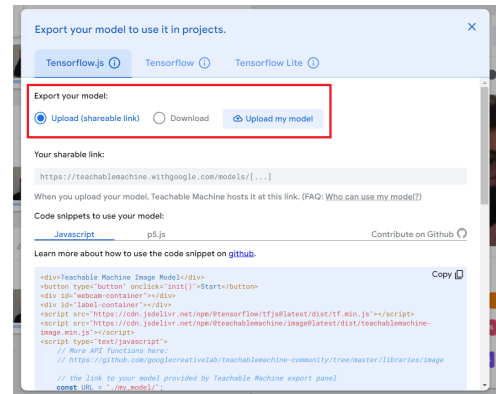 Export your model to use it in projects.
Tensorflow.js
Tensorflow
Tensorflow Lite
Export your model:
Upload (shareable link)
Download
Upload my model
Your sharable link:
https://teachablemachine.withgoogle.com/models/[...]
When you upload your model, Teachable Machine hosts it at this link. (FAQ: Who can use my model?)
Code snippets to use your model:
Javascript
p5.js
Contribute on Github
Learn more about how to use the code snippet on github.
Copy
<div>Teachable Machine Image Model</div>
<button type="button" onclick="init()">Start</button>
<div id="webcam-container"></div>
<div id="label-container"></div>
<script src="https://cdn.jsdelivr.net/npm/@tensorflow/tfjs@latest/dist/tf.min.js"></script>
<script src="https://cdn.jsdelivr.net/npm/@teachablemachine/image@latest/dist/teachablemachine-
image.min.js"></script>
<script type="text/javascript">
// More API functions here:
// https://github.com/googlecreativelab/teachablemachine-community/tree/master/libraries/image
// the link to your model provided by Teachable Machine export panel
const URL = "./my_model/";